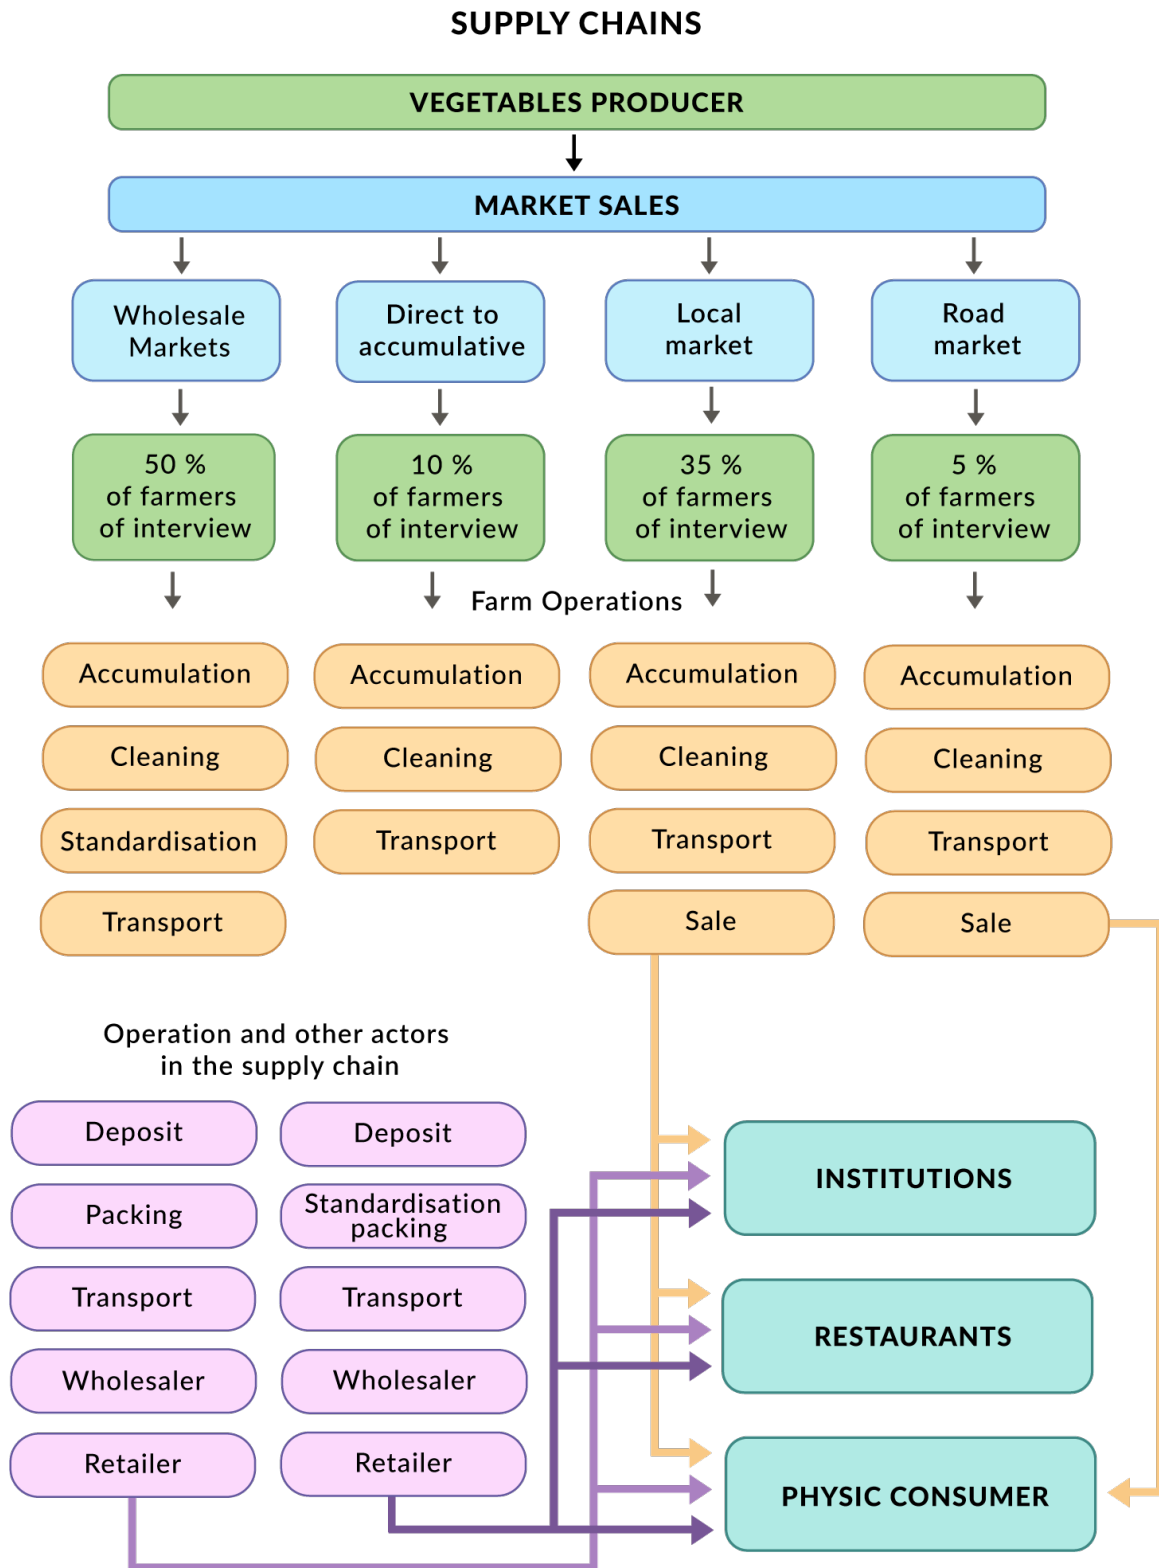 SUPPLY CHAINS
VEGETABLES PRODUCER
MARKET SALES
Wholesale
Markets
Direct to
accumulative
Local
market
Road
market
50 %
of farmers
of interview
10 %
of farmers
of interview
35 %
of farmers
of interview
5 %
of farmers
of interview
Farm Operations
Accumulation
Accumulation
Accumulation
Accumulation
Cleaning
Cleaning
Cleaning
Cleaning
Standardisation
Transport
Transport
Transport
Transport
Sale
Sale
Operation and other actors
in the supply chain
Deposit
Deposit
Packing
Standardisation
packing
Transport
Transport
Wholesaler
Wholesaler
Retailer
Retailer
INSTITUTIONS
RESTAURANTS
PHYSIC CONSUMER